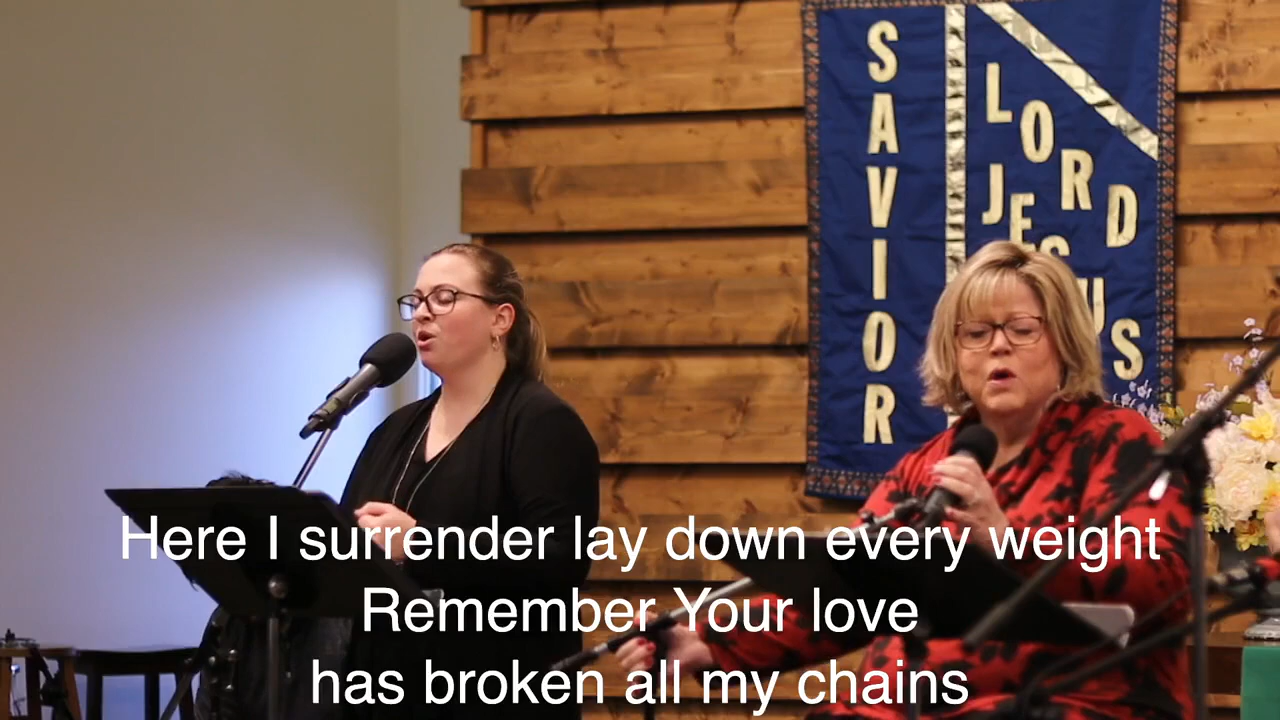 SAVIOR
LORD
JESUS
Here I surrender lay down every weight
Remember Your love
has broken all my chains